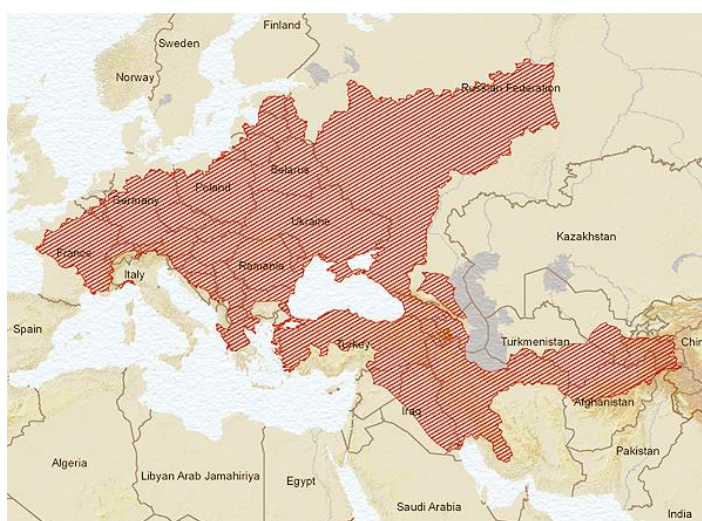 Finland
Sweden
Norway
Russian Federation
Belarus
Poland
Germany
Ukraine
Kazakhstan
France
Romania
Italy
Spain
Turkey
Turkmenistan
Iraq
Afghanistan
Pakistan
Algeria
Libyan Arab Jamahiriya
Egypt
Saudi Arabia
India